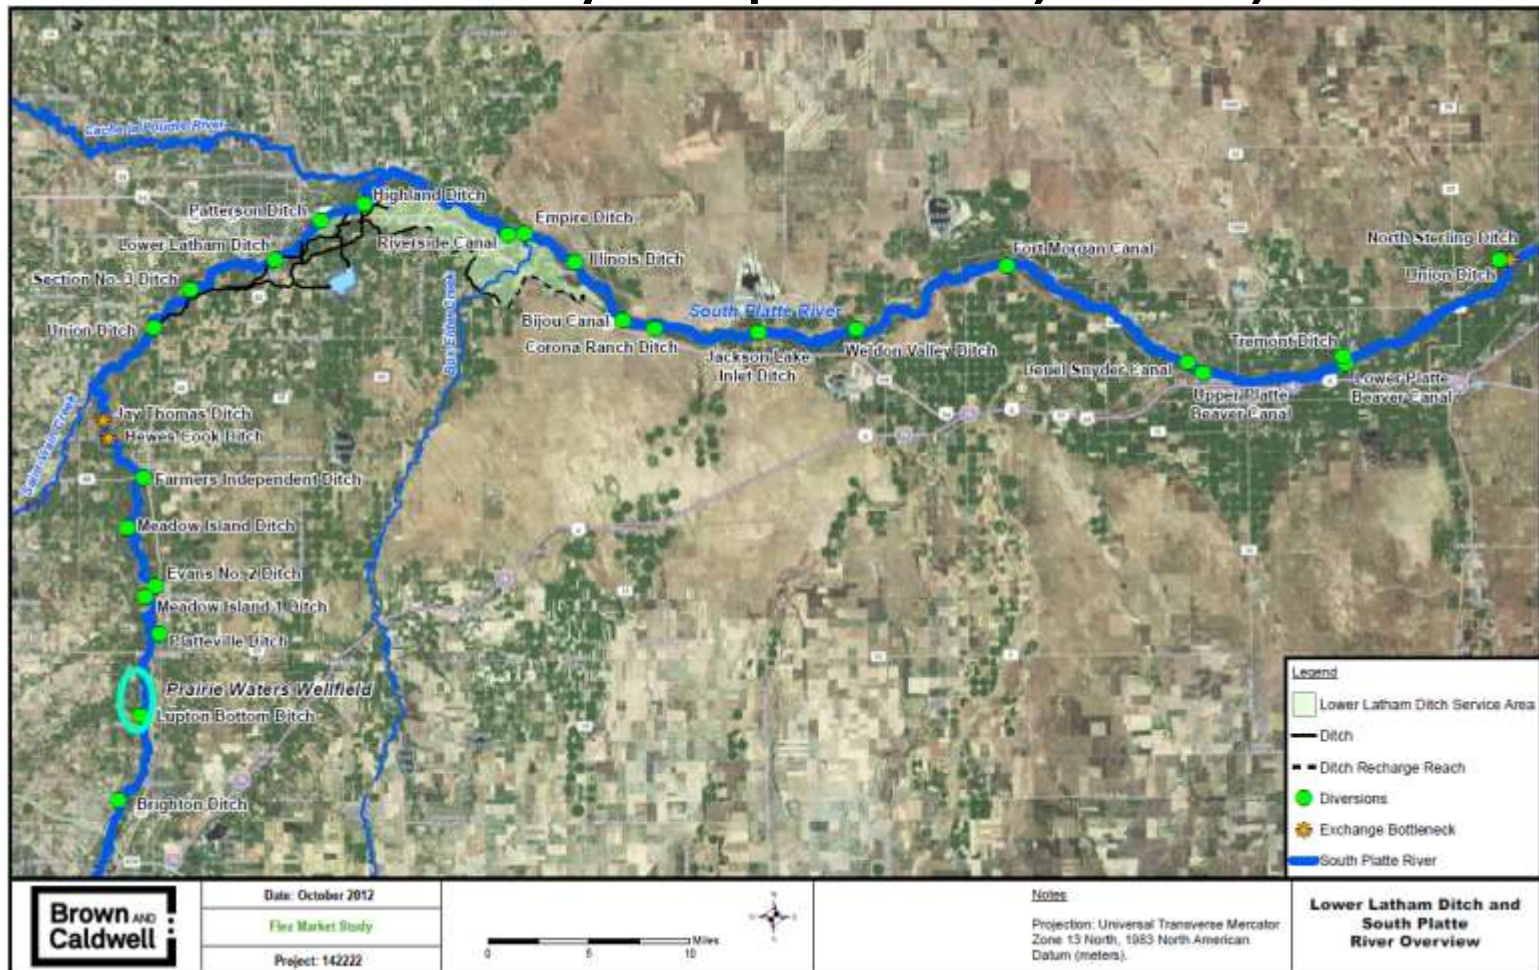 Cache la Poudre River
Highland Ditch
Patterson Ditch
Empire Ditch
Lower Latham Ditch
Riverside Canal
Illinois Ditch
Section No. 3 Ditch
Fort Morgan Canal
North Sterling Ditch
Union Ditch
Union Ditch
Bijou Canal
South Platte River
Corona Ranch Ditch
Jackson Lake
Inlet Ditch
Weldon Valley Ditch
Tremont Ditch
Deuel Snyder Canal
Upper Platte
Beaver Canal
Lower Platte
Beaver Canal
Box Elder Creek
Saint Vrain Creek
Jay Thomas Ditch
Hewes Cook Ditch
Farmers Independent Ditch
Meadow Island Ditch
Evans No. 2 Ditch
Meadow Island 1 Ditch
Platteville Ditch
Prairie Waters Wellfield
Lupton Bottom Ditch
Brighton Ditch
Legend
Lower Latham Ditch Service Area
Ditch
Ditch Recharge Reach
Diversions
Exchange Bottleneck
South Platte River
Brown AND
Caldwell
Date: October 2012
Flex Market Study
Project: 142222
Miles
0 5 10
Notes
Projection: Universal Transverse Mercator
Zone 13 North, 1983 North American
Datum (meters).
Lower Latham Ditch and
South Platte
River Overview